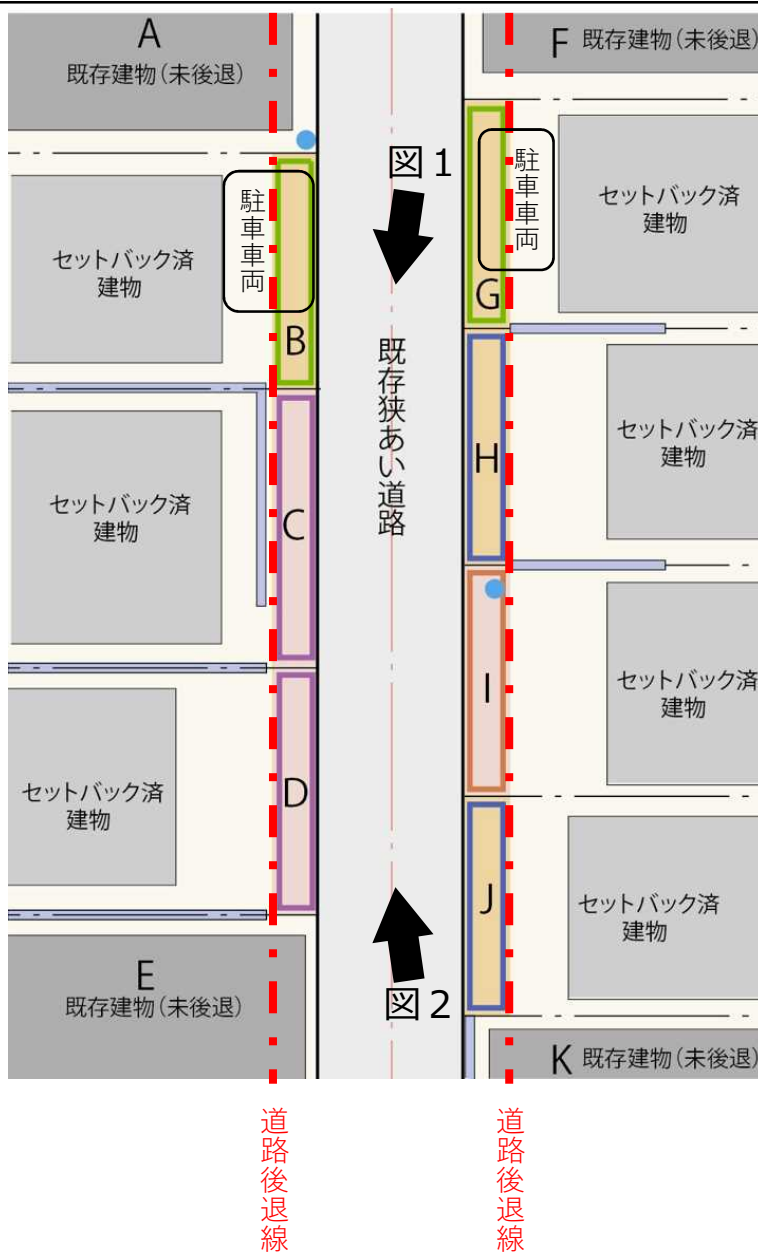 A
既存建物(未後退)
F 既存建物(未後退)
図1
駐車車両
駐車車両
セットバック済
建物
セットバック済
建物
G
B
既存狭あい道路
H
セットバック済
建物
セットバック済
建物
C
I
セットバック済
建物
D
セットバック済
建物
J
セットバック済
建物
E
既存建物(未後退)
図2
K 既存建物(未後退)
道路後退線
道路後退線